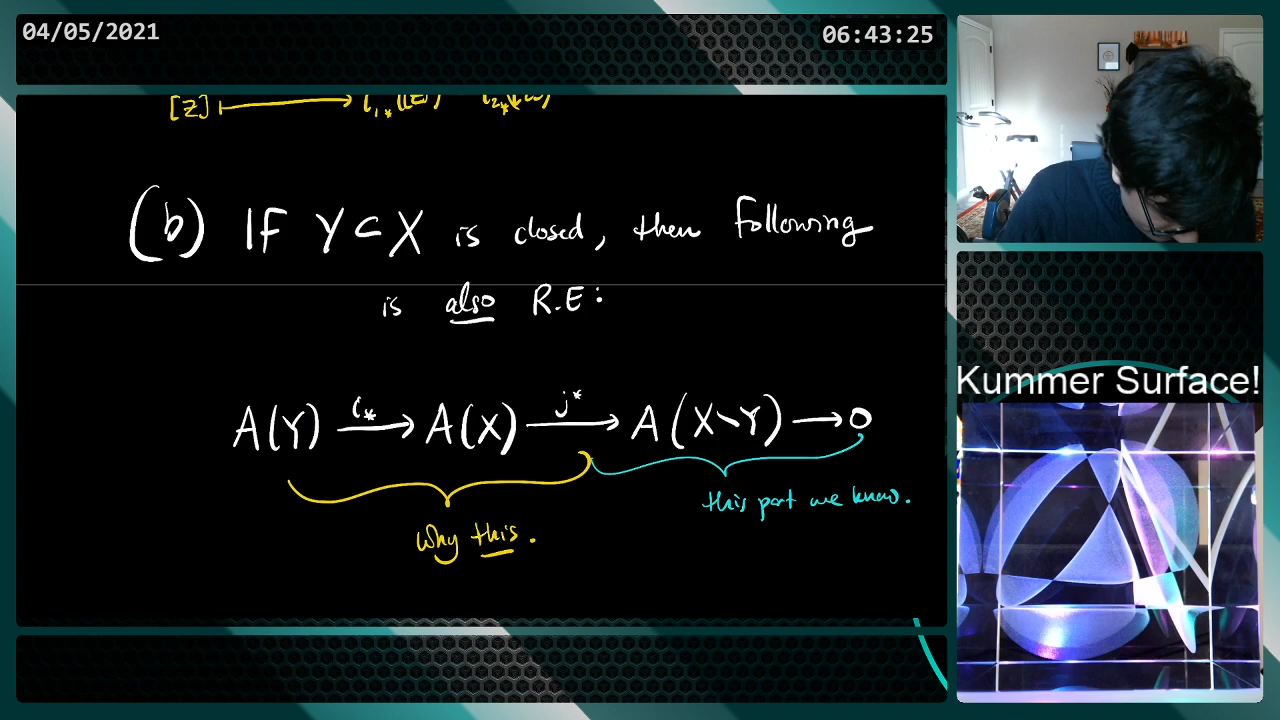 04/05/2021
06:43:25
[Z] ⟼
(b) IF Y ⊂ X is closed, then following
is also R.E:
A(Y) —ι_*→ A(X) —j^*→ A(X∖Y) → 0
this part we know.
Why this.
Kummer Surface!